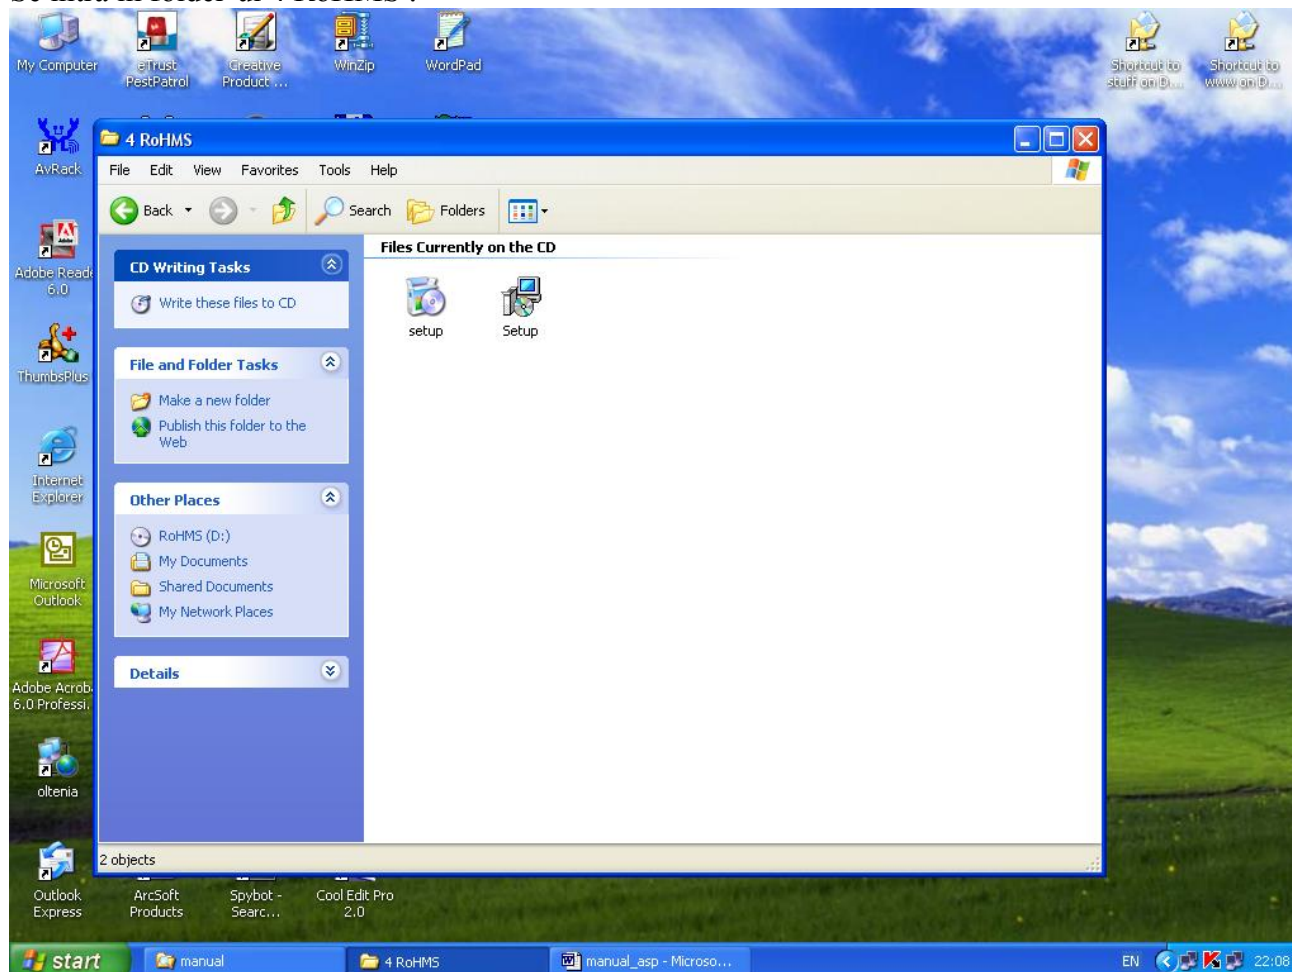 My Computer
eTrust
PestPatrol
Creative
Product ...
WinZip
WordPad
Shortcut to
stuff on D...
Shortcut to
www on D...
AvRack
4 RoHMS
File Edit View Favorites Tools Help
Back
Search
Folders
Files Currently on the CD
CD Writing Tasks
Write these files to CD
setup
Setup
File and Folder Tasks
Make a new folder
Publish this folder to the
Web
Other Places
RoHMS (D:)
My Documents
Shared Documents
My Network Places
Details
2 objects
Adobe Reade
6.0
ThumbsPlus
Internet
Explorer
Microsoft
Outlook
Adobe Acrob
6.0 Professi.
oltenia
Outlook
Express
ArcSoft
Products
Spybot -
Searc...
Cool Edit Pro
2.0
start
manual
4 RoHMS
manual_asp - Microso...
EN
22:08